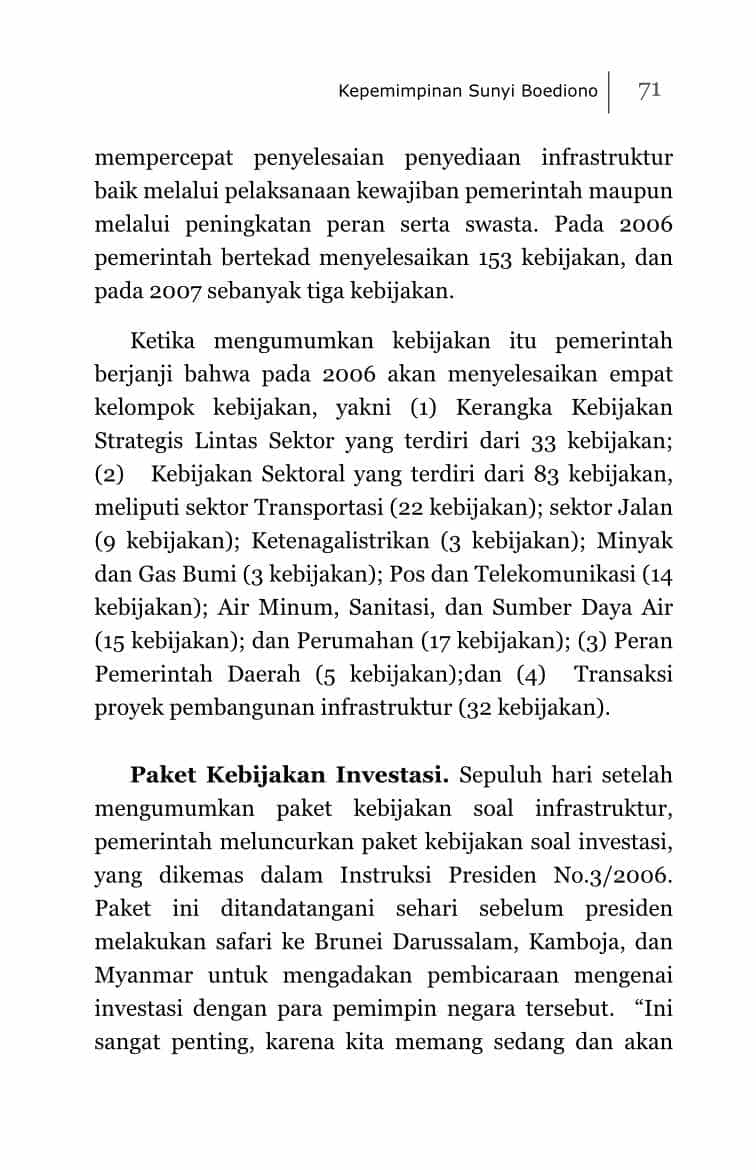 Kepemimpinan Sunyi Boediono 71
mempercepat penyelesaian penyediaan infrastruktur
baik melalui pelaksanaan kewajiban pemerintah maupun
melalui peningkatan peran serta swasta. Pada 2006
pemerintah bertekad menyelesaikan 153 kebijakan, dan
pada 2007 sebanyak tiga kebijakan.
Ketika mengumumkan kebijakan itu pemerintah
berjanji bahwa pada 2006 akan menyelesaikan empat
kelompok kebijakan, yakni (1) Kerangka Kebijakan
Strategis Lintas Sektor yang terdiri dari 33 kebijakan;
(2) Kebijakan Sektoral yang terdiri dari 83 kebijakan,
meliputi sektor Transportasi (22 kebijakan); sektor Jalan
(9 kebijakan); Ketenagalistrikan (3 kebijakan); Minyak
dan Gas Bumi (3 kebijakan); Pos dan Telekomunikasi (14
kebijakan); Air Minum, Sanitasi, dan Sumber Daya Air
(15 kebijakan); dan Perumahan (17 kebijakan); (3) Peran
Pemerintah Daerah (5 kebijakan);dan (4) Transaksi
proyek pembangunan infrastruktur (32 kebijakan).
Paket Kebijakan Investasi. Sepuluh hari setelah
mengumumkan paket kebijakan soal infrastruktur,
pemerintah meluncurkan paket kebijakan soal investasi,
yang dikemas dalam Instruksi Presiden No.3/2006.
Paket ini ditandatangani sehari sebelum presiden
melakukan safari ke Brunei Darussalam, Kamboja, dan
Myanmar untuk mengadakan pembicaraan mengenai
investasi dengan para pemimpin negara tersebut. “Ini
sangat penting, karena kita memang sedang dan akan